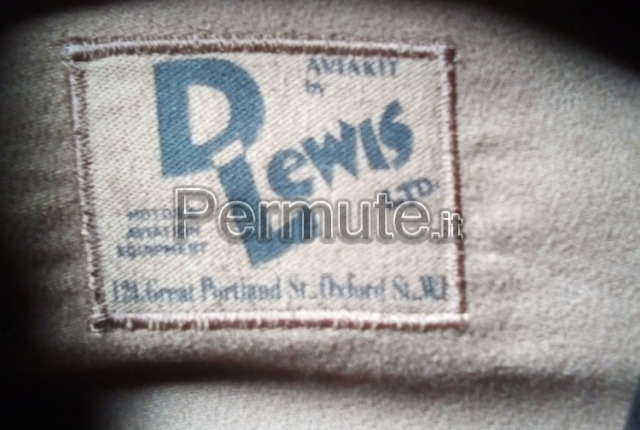 AVIAKIT
by
D Lewis
LTD.
Permute.it
MOTOR &
AVIATION
EQUIPMENT
124, Great Portland St., Oxford St., W.1